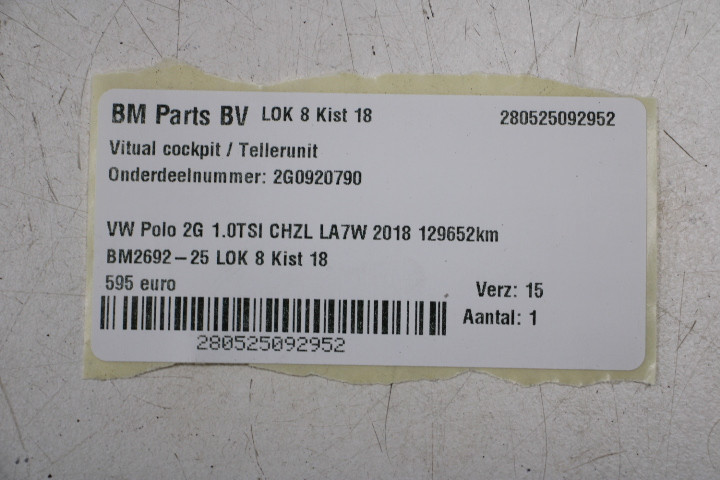 BM Parts BV LOK 8 Kist 18 280525092952
Vitual cockpit / Tellerunit
Onderdeelnummer: 2G0920790
VW Polo 2G 1.0TSI CHZL LA7W 2018 129652km
BM2692-25 LOK 8 Kist 18
595 euro
Verz: 15
Aantal: 1
280525092952